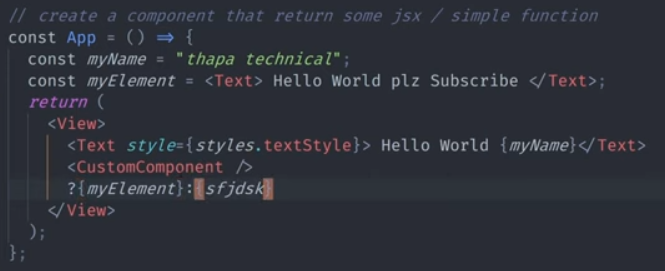 // create a component that return some jsx / simple function
const App = () => {
const myName = "thapa technical";
const myElement = <Text> Hello World plz Subscribe </Text>;
return (
<View>
<Text style={styles.textStyle}> Hello World {myName}</Text>
<CustomComponent />
?{myElement}:{sfjdsk}
</View>
);
};